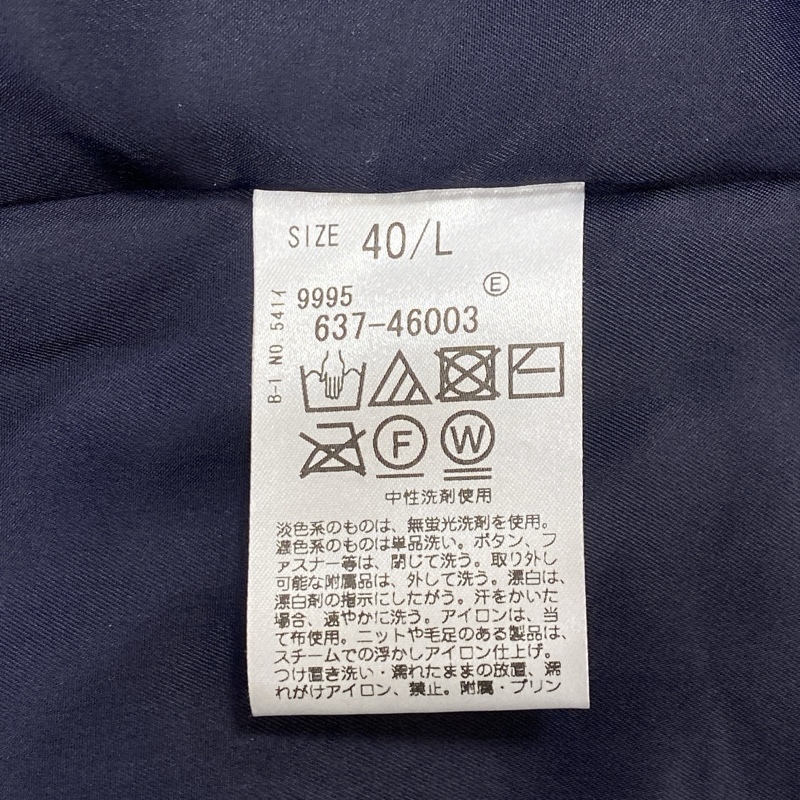 SIZE 40/L
Ⓔ
9995
637-46003
B-1 NO. 541イ
F W
中性洗剤使用
淡色系のものは、無蛍光洗剤を使用。
濃色系のものは単品洗い。ボタン、フ
ァスナー等は、閉じて洗う。取り外し
可能な附属品は、外して洗う。漂白は、
漂白剤の指示にしたがう。汗をかいた
場合、速やかに洗う。アイロンは、当
て布使用。ニットや毛足のある製品は、
スチームでの浮かしアイロン仕上げ。
つけ置き洗い・濡れたままの放置、濡
れがけアイロン、禁止。附属・プリン